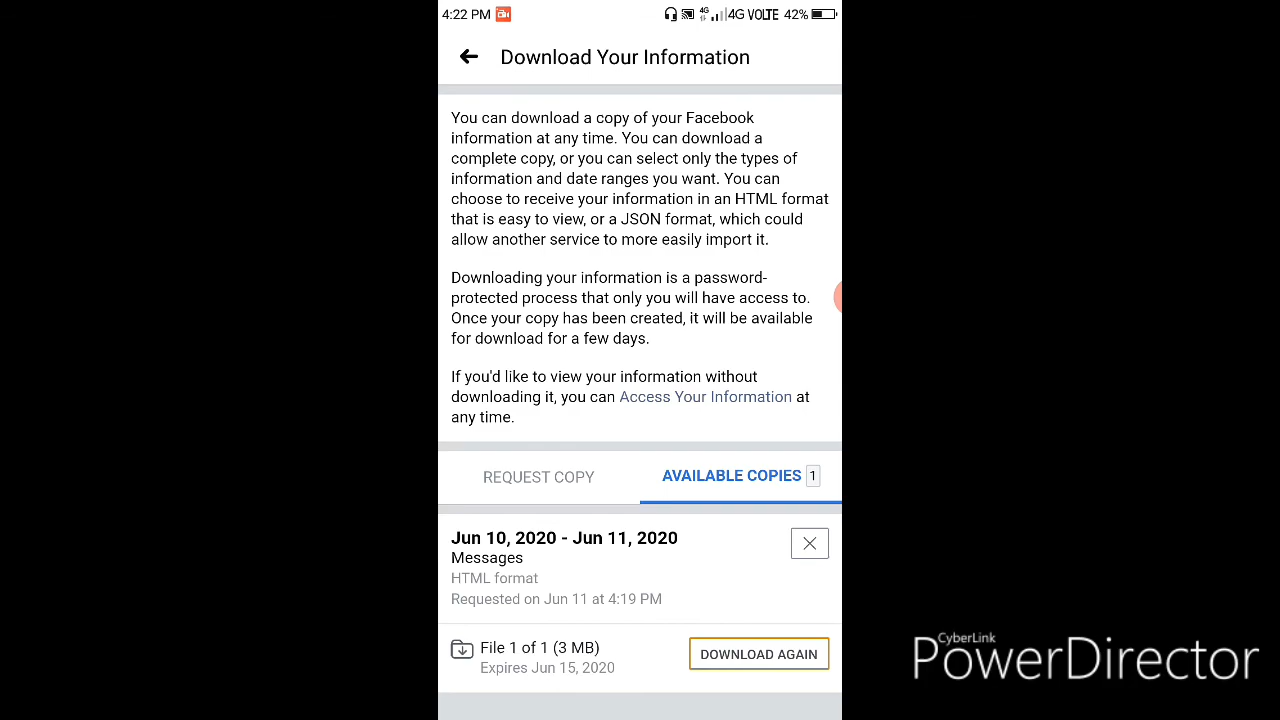 4:22 PM 4G 4G VOLTE 42%
Download Your Information
You can download a copy of your Facebook
information at any time. You can download a
complete copy, or you can select only the types of
information and date ranges you want. You can
choose to receive your information in an HTML format
that is easy to view, or a JSON format, which could
allow another service to more easily import it.
Downloading your information is a password-
protected process that only you will have access to.
Once your copy has been created, it will be available
for download for a few days.
If you'd like to view your information without
downloading it, you can Access Your Information at
any time.
REQUEST COPY AVAILABLE COPIES 1
Jun 10, 2020 - Jun 11, 2020
Messages
HTML format
Requested on Jun 11 at 4:19 PM
File 1 of 1 (3 MB)
Expires Jun 15, 2020
DOWNLOAD AGAIN
CyberLink
PowerDirector